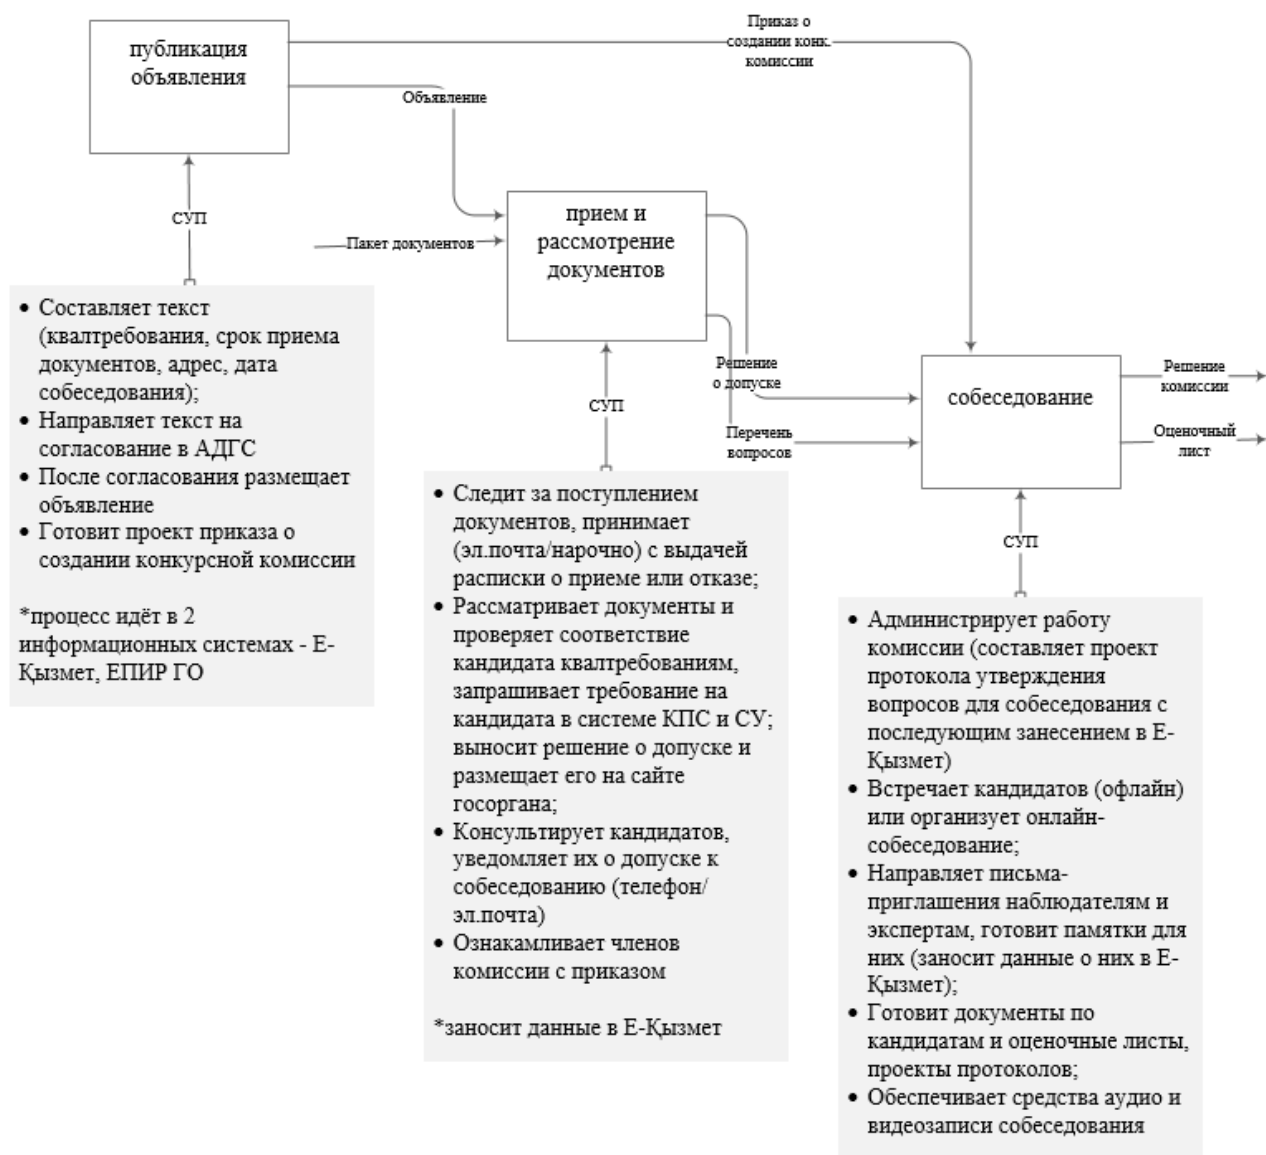 публикация
объявления
Приказ о
создании конк.
комиссии
Объявление
СУП
• Составляет текст
(квалтребования, срок приема
документов, адрес, дата
собеседования);
• Направляет текст на
согласование в АДГС
• После согласования размещает
объявление
• Готовит проект приказа о
создании конкурсной комиссии
*процесс идёт в 2
информационных системах - Е-
Қызмет, ЕПИР ГО
Пакет документов
прием и
рассмотрение
документов
СУП
• Следит за поступлением
документов, принимает
(эл.почта/нарочно) с выдачей
расписки о приеме или отказе;
• Рассматривает документы и
проверяет соответствие
кандидата квалтребованиям,
запрашивает требование на
кандидата в системе КПС и СУ;
выносит решение о допуске и
размещает его на сайте
госоргана;
• Консультирует кандидатов,
уведомляет их о допуске к
собеседованию (телефон/
эл.почта)
• Ознакамливает членов
комиссии с приказом
*заносит данные в Е-Қызмет
Решение
о допуске
Перечень
вопросов
собеседование
Решение
комиссии
Оценочный
лист
СУП
• Администрирует работу
комиссии (составляет проект
протокола утверждения
вопросов для собеседования с
последующим занесением в Е-
Қызмет)
• Встречает кандидатов (офлайн)
или организует онлайн-
собеседование;
• Направляет письма-
приглашения наблюдателям и
экспертам, готовит памятки для
них (заносит данные о них в Е-
Қызмет);
• Готовит документы по
кандидатам и оценочные листы,
проекты протоколов;
• Обеспечивает средства аудио и
видеозаписи собеседования